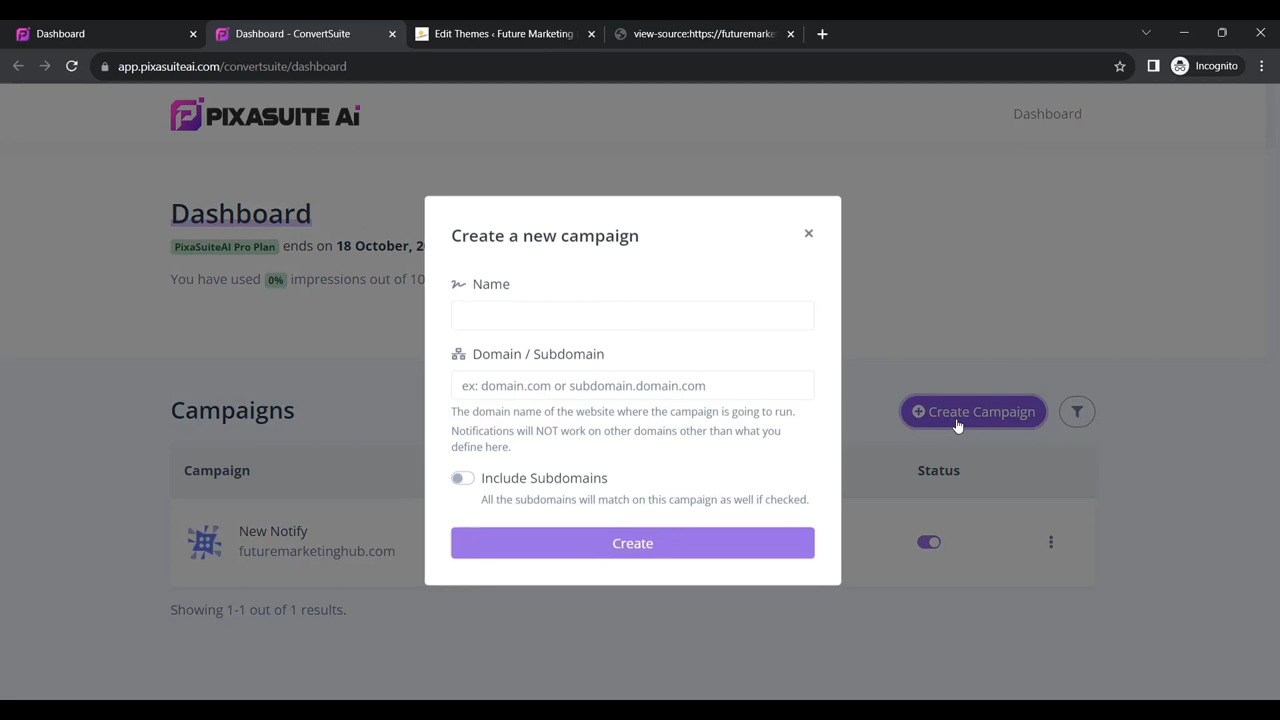 Dashboard
Dashboard - ConvertSuite
Edit Themes ‹ Future Marketing
view-source:https://futuremarke
app.pixasuiteai.com/convertsuite/dashboard
Incognito
PIXASUITE Ai
Dashboard
Dashboard
PixaSuiteAI Pro Plan ends on 18 October, 2
You have used 0% impressions out of 10
Create a new campaign
Name
Domain / Subdomain
ex: domain.com or subdomain.domain.com
The domain name of the website where the campaign is going to run.
Notifications will NOT work on other domains other than what you
define here.
Include Subdomains
All the subdomains will match on this campaign as well if checked.
Create
Campaigns
Create Campaign
Campaign
Status
New Notify
futuremarketinghub.com
Showing 1-1 out of 1 results.